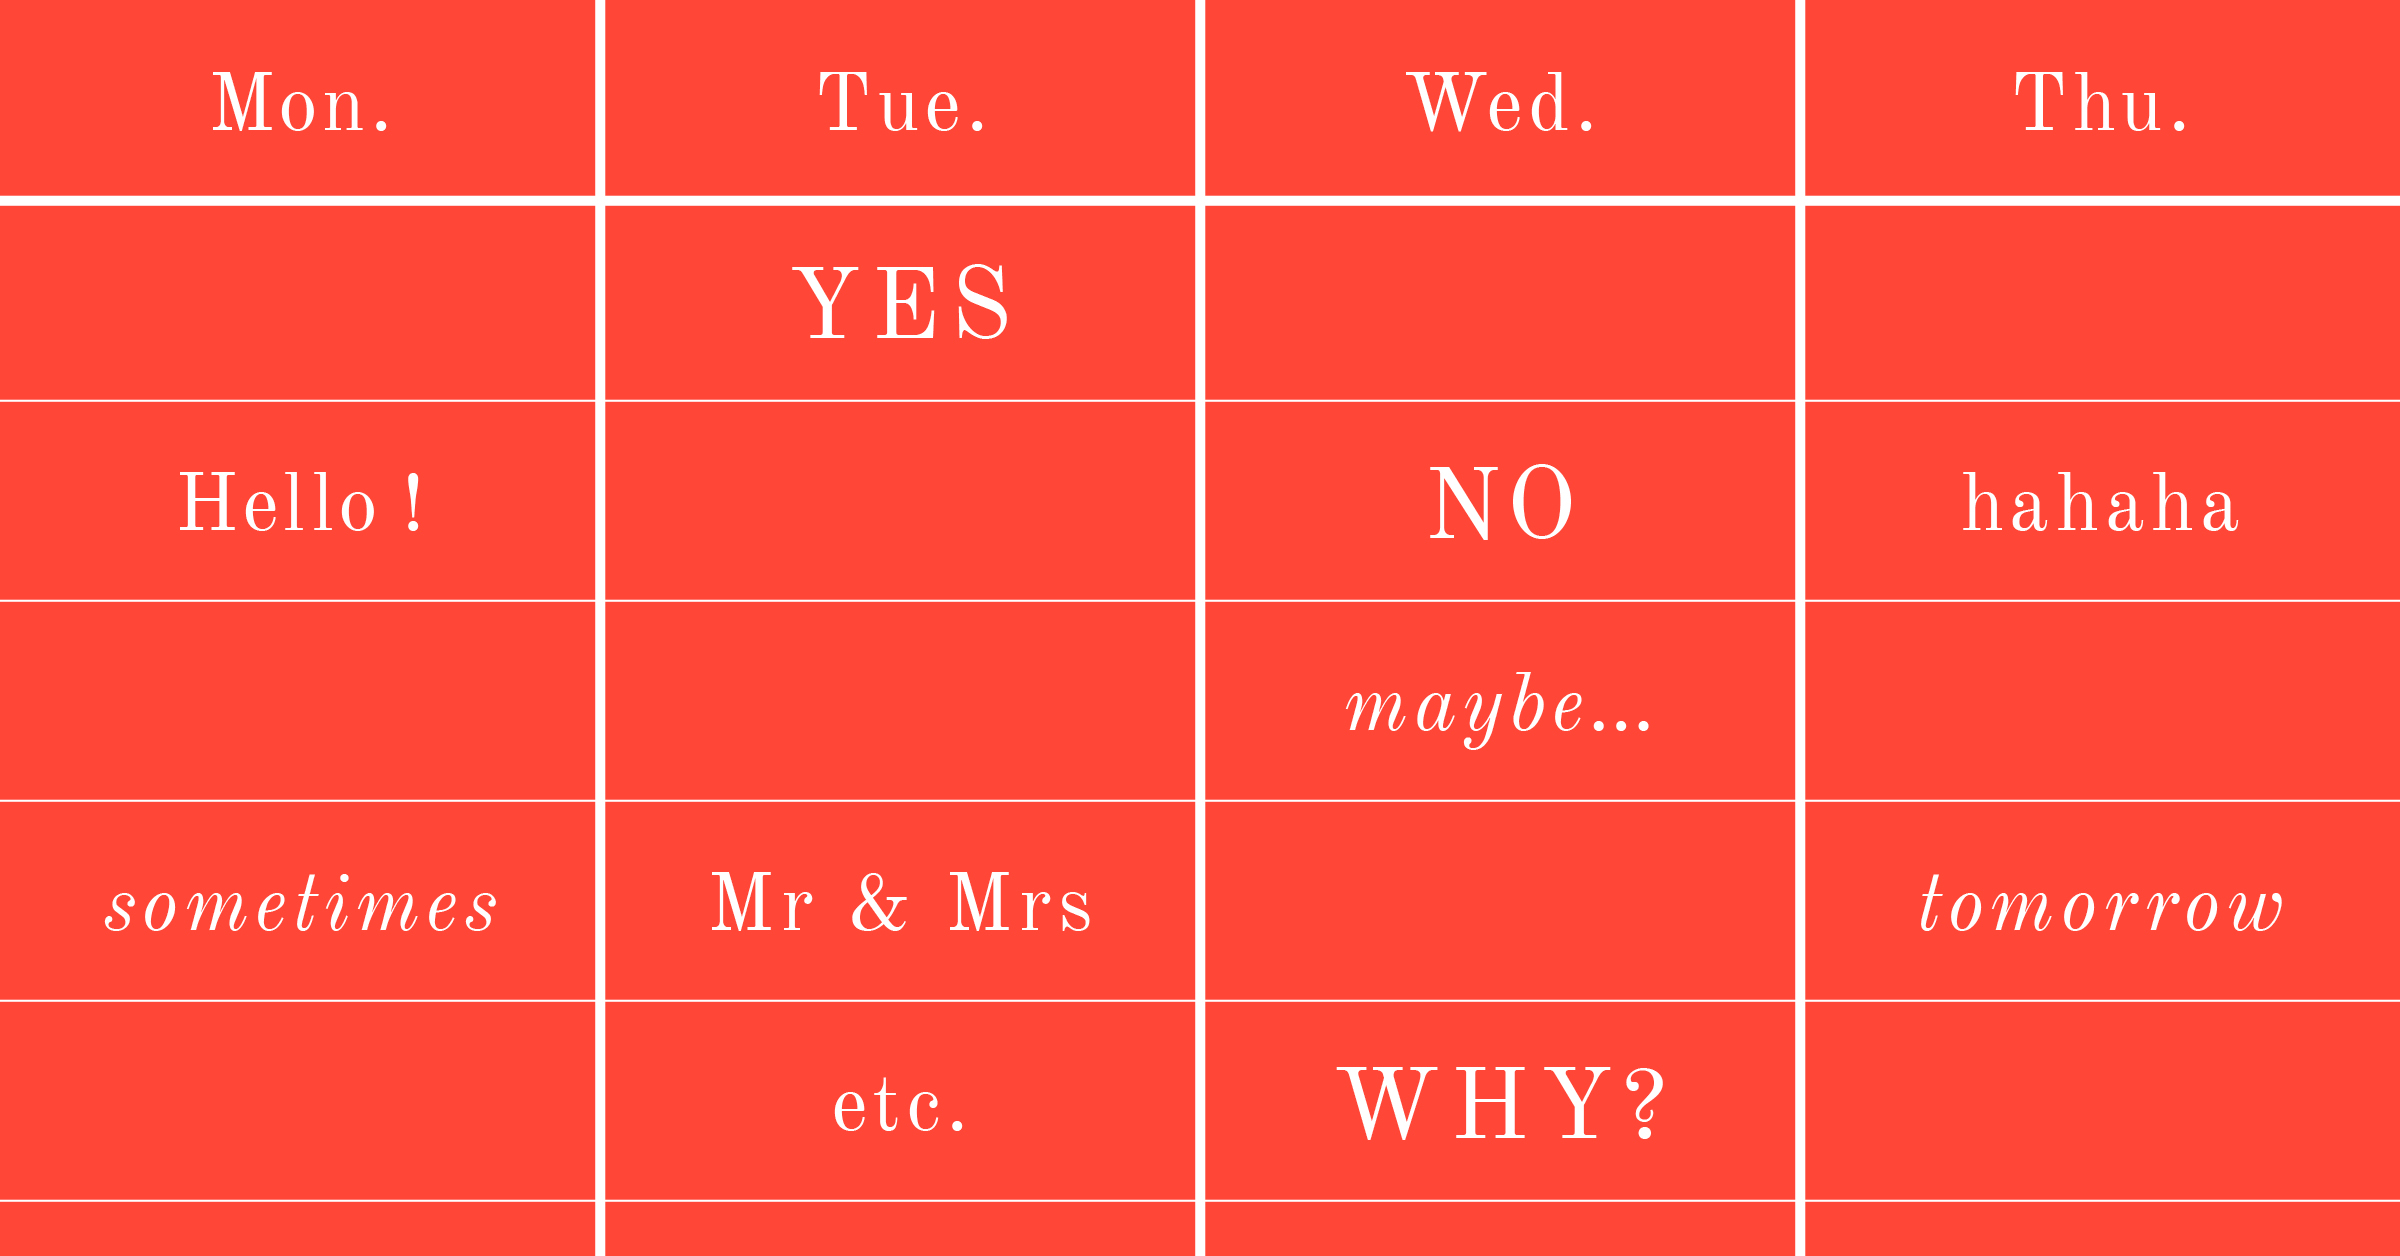 Mon. Tue. Wed. Thu.
YES
Hello! NO hahaha
maybe...
sometimes Mr & Mrs tomorrow
etc. WHY?